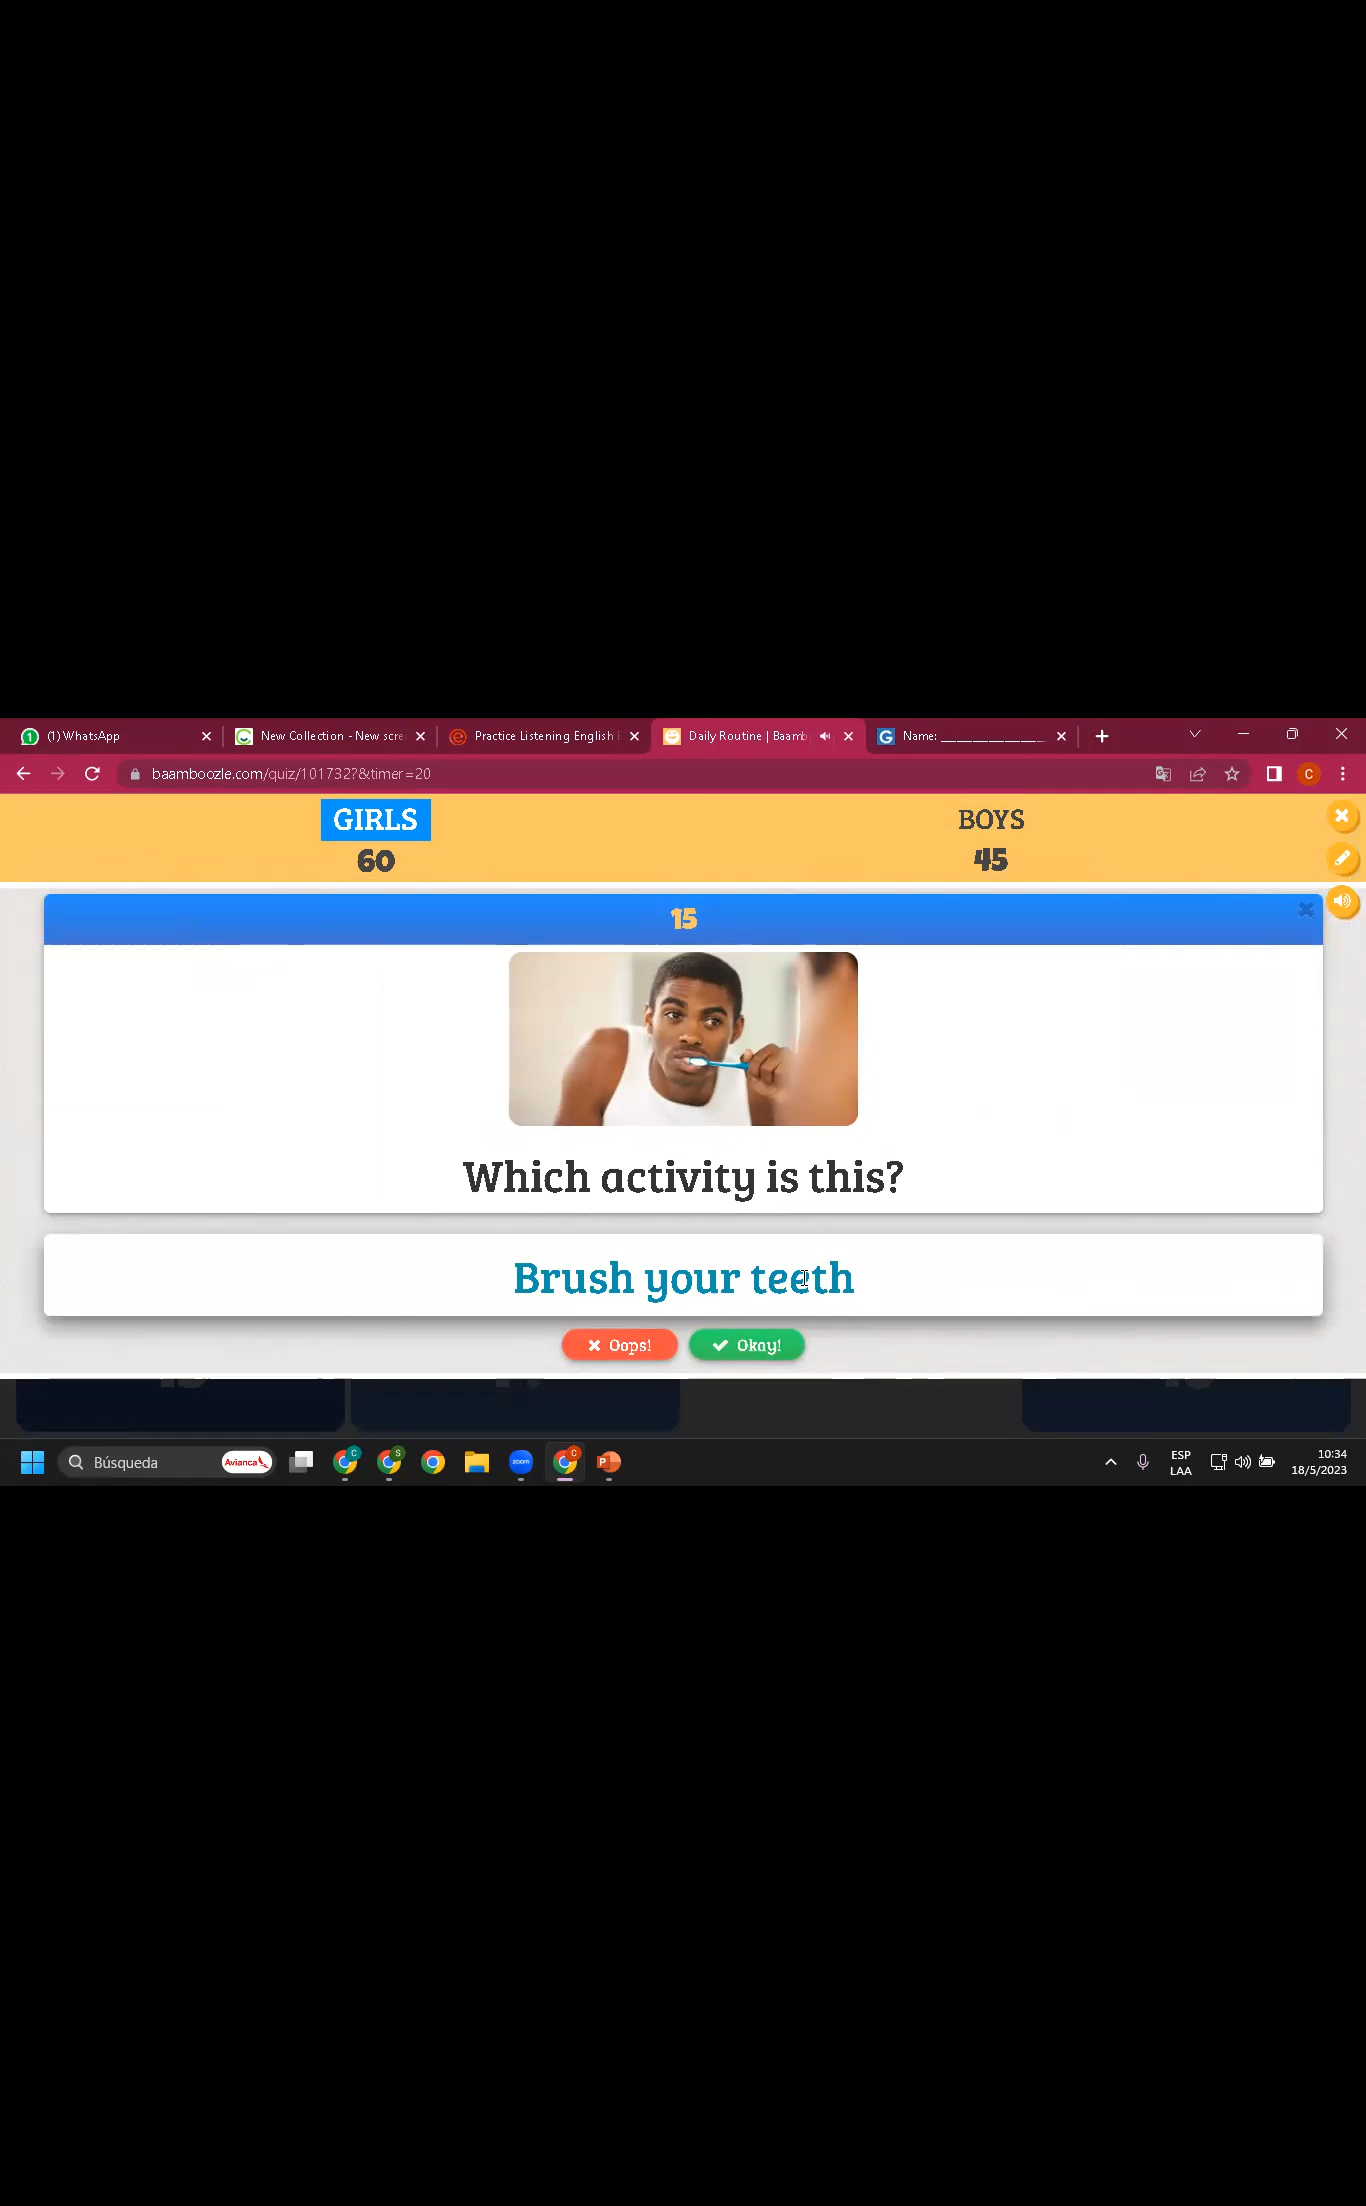 (1) WhatsApp
New Collection - New scre
Practice Listening English
Daily Routine | Baamb
Name: ___________________
baamboozle.com/quiz/101732?&timer=20
GIRLS
60
BOYS
45
15
Which activity is this?
Brush your teeth
Oops!
Okay!
Búsqueda
Avianca
zoom
ESP
LAA
10:34
18/5/2023